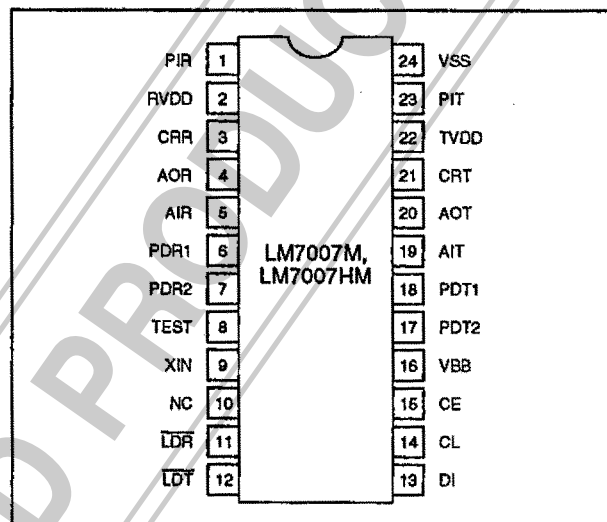 PIR 1 24 VSS
RVDD 2 23 PIT
CRR 3 22 TVDD
AOR 4 21 CRT
AIR 5 20 AOT
PDR1 6 LM7007M, 19 AIT
PDR2 7 LM7007HM 18 PDT1
TEST 8 17 PDT2
XIN 9 16 VBB
NC 10 15 CE
L̅D̅R̅ 11 14 CL
L̅D̅T̅ 12 13 DI
D PRODUC